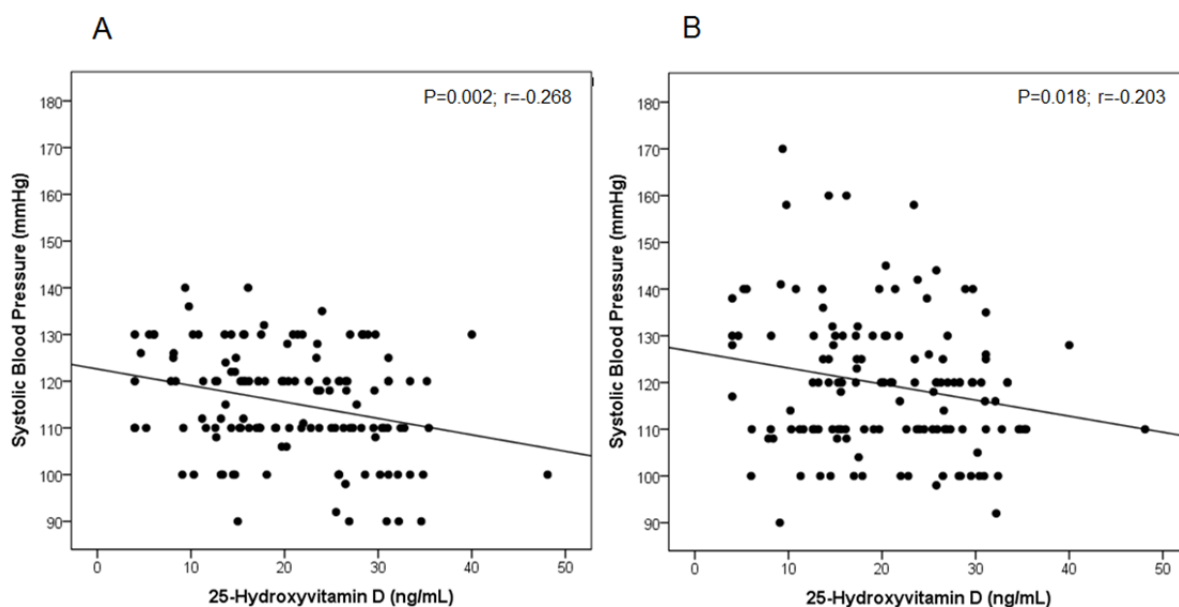 A
P=0.002; r=-0.268
Systolic Blood Pressure (mmHg)
180
170
160
150
140
130
120
110
100
90
0 10 20 30 40 50
25-Hydroxyvitamin D (ng/mL)
B
P=0.018; r=-0.203
Systolic Blood Pressure (mmHg)
180
170
160
150
140
130
120
110
100
90
0 10 20 30 40 50
25-Hydroxyvitamin D (ng/mL)